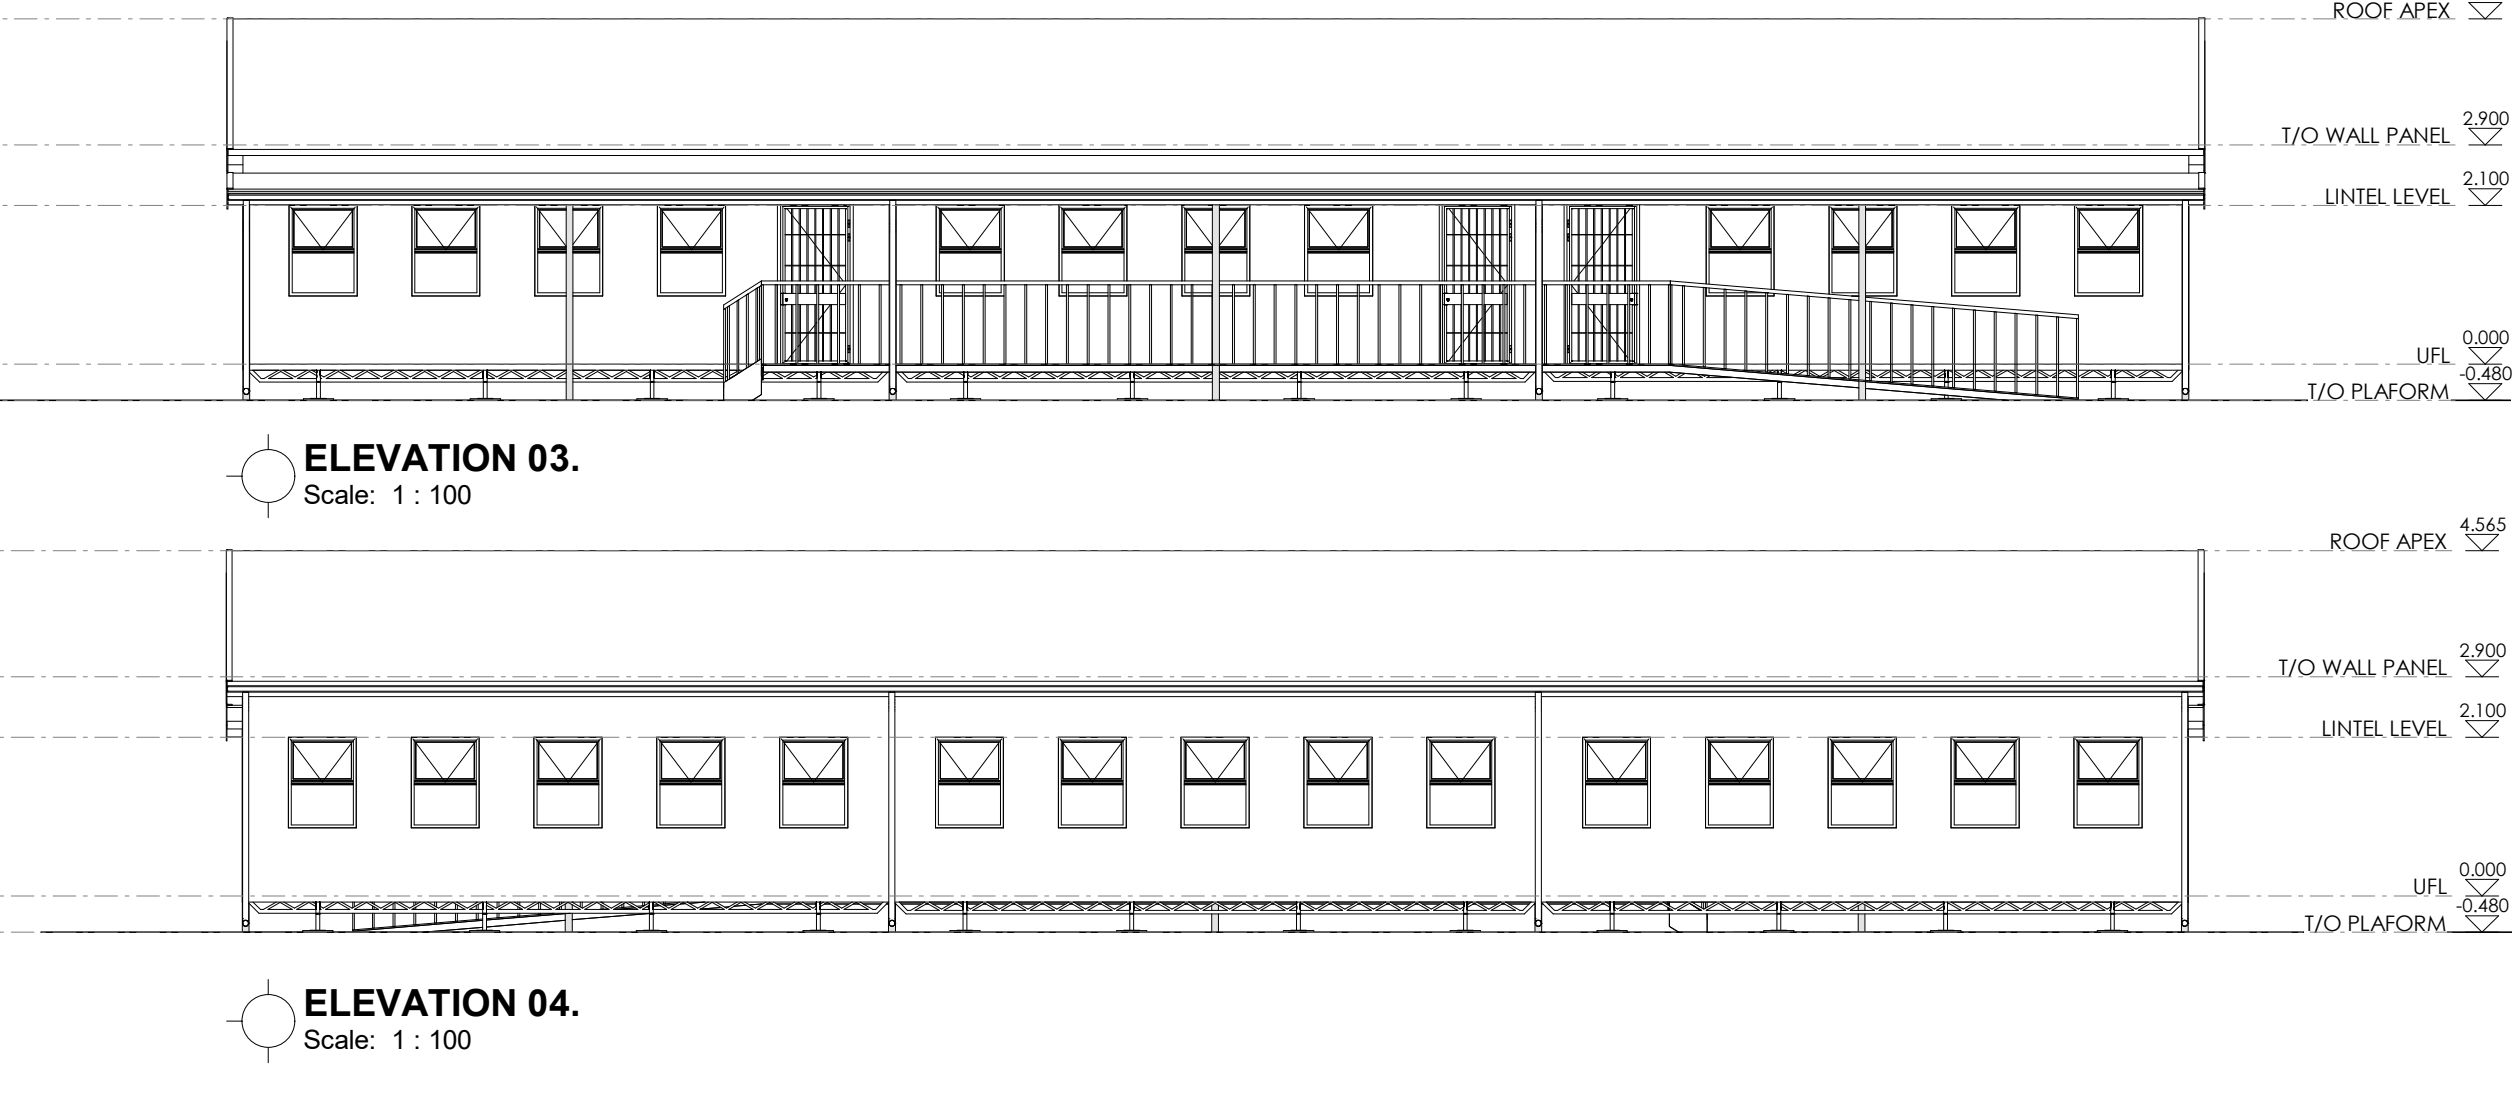 ROOF APEX
2.900
T/O WALL PANEL
2.100
LINTEL LEVEL
0.000
UFL
-0.480
T/O PLAFORM
ELEVATION 03.
Scale: 1 : 100
4.565
ROOF APEX
2.900
T/O WALL PANEL
2.100
LINTEL LEVEL
0.000
UFL
-0.480
T/O PLAFORM
ELEVATION 04.
Scale: 1 : 100